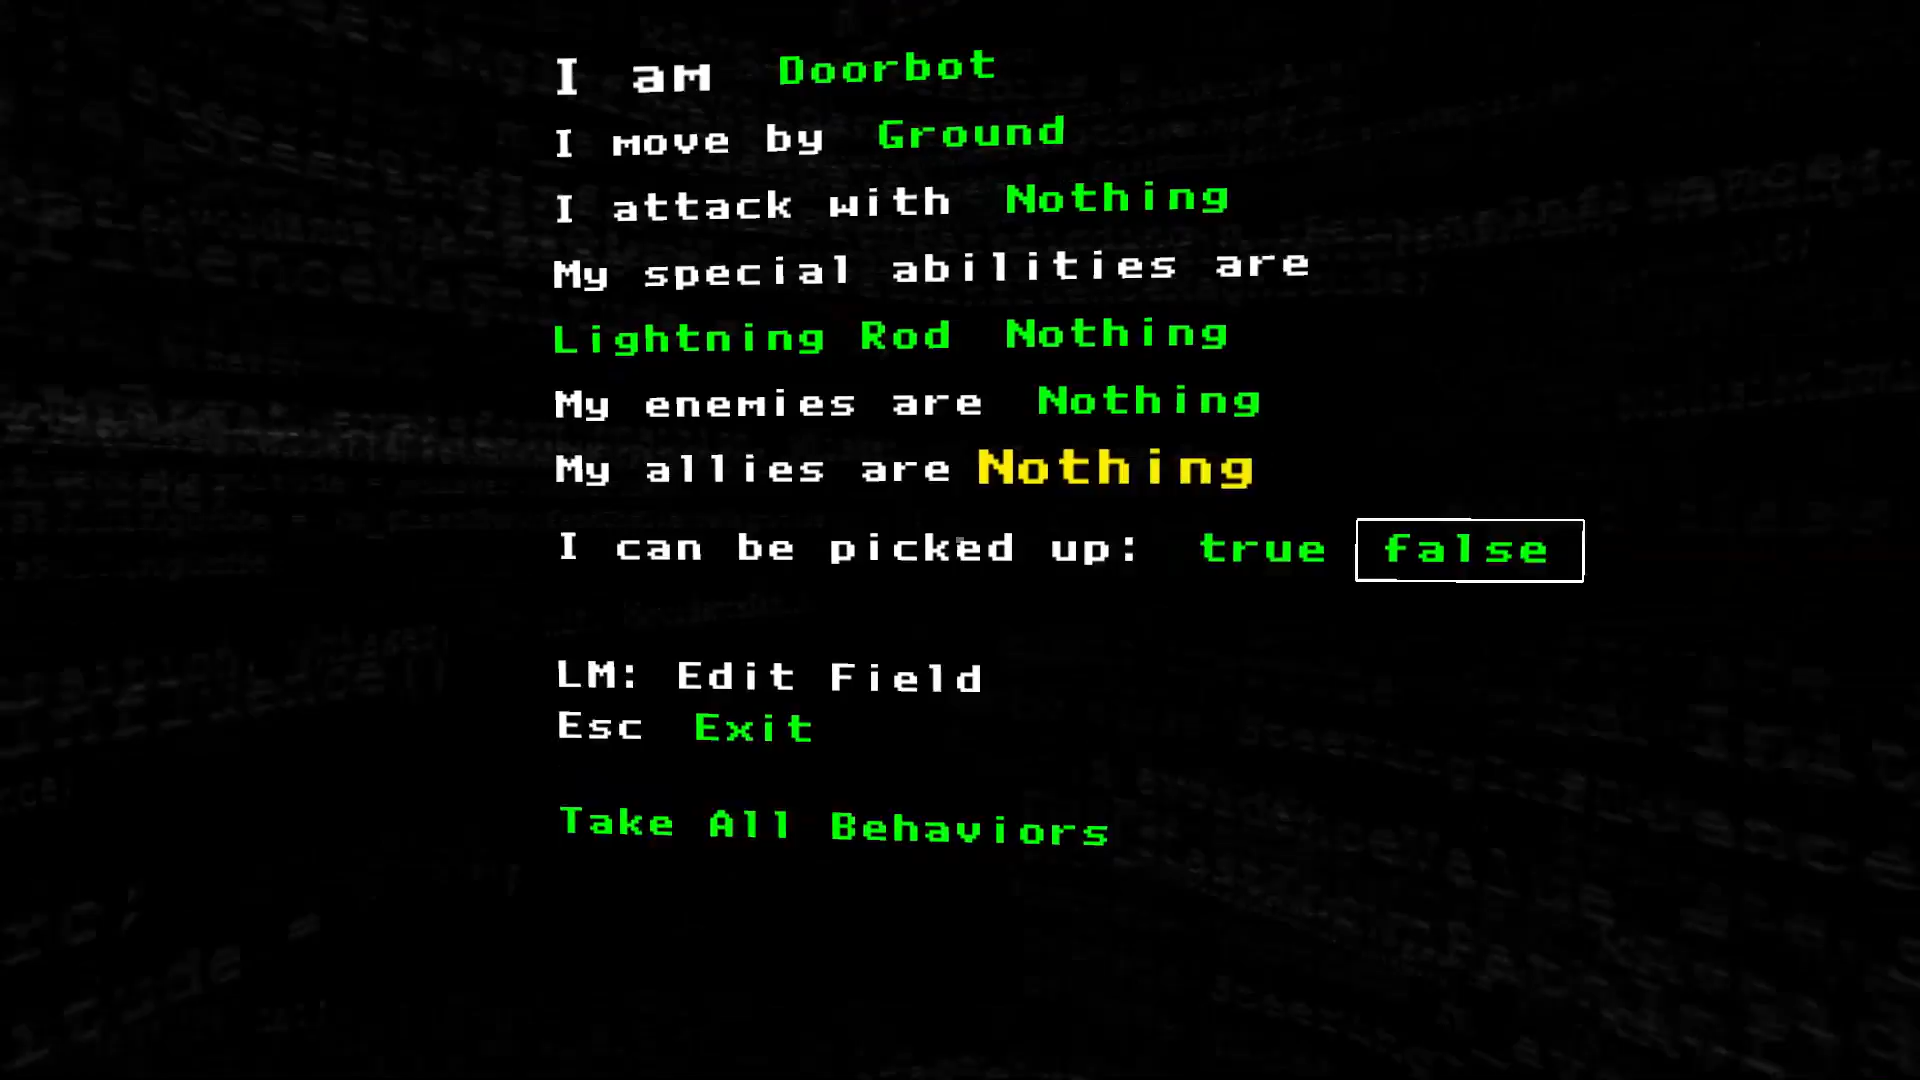 I am Doorbot
I move by Ground
I attack with Nothing
My special abilities are
Lightning Rod Nothing
My enemies are Nothing
My allies are Nothing
I can be picked up: true false
LM: Edit Field
Esc Exit
Take All Behaviors